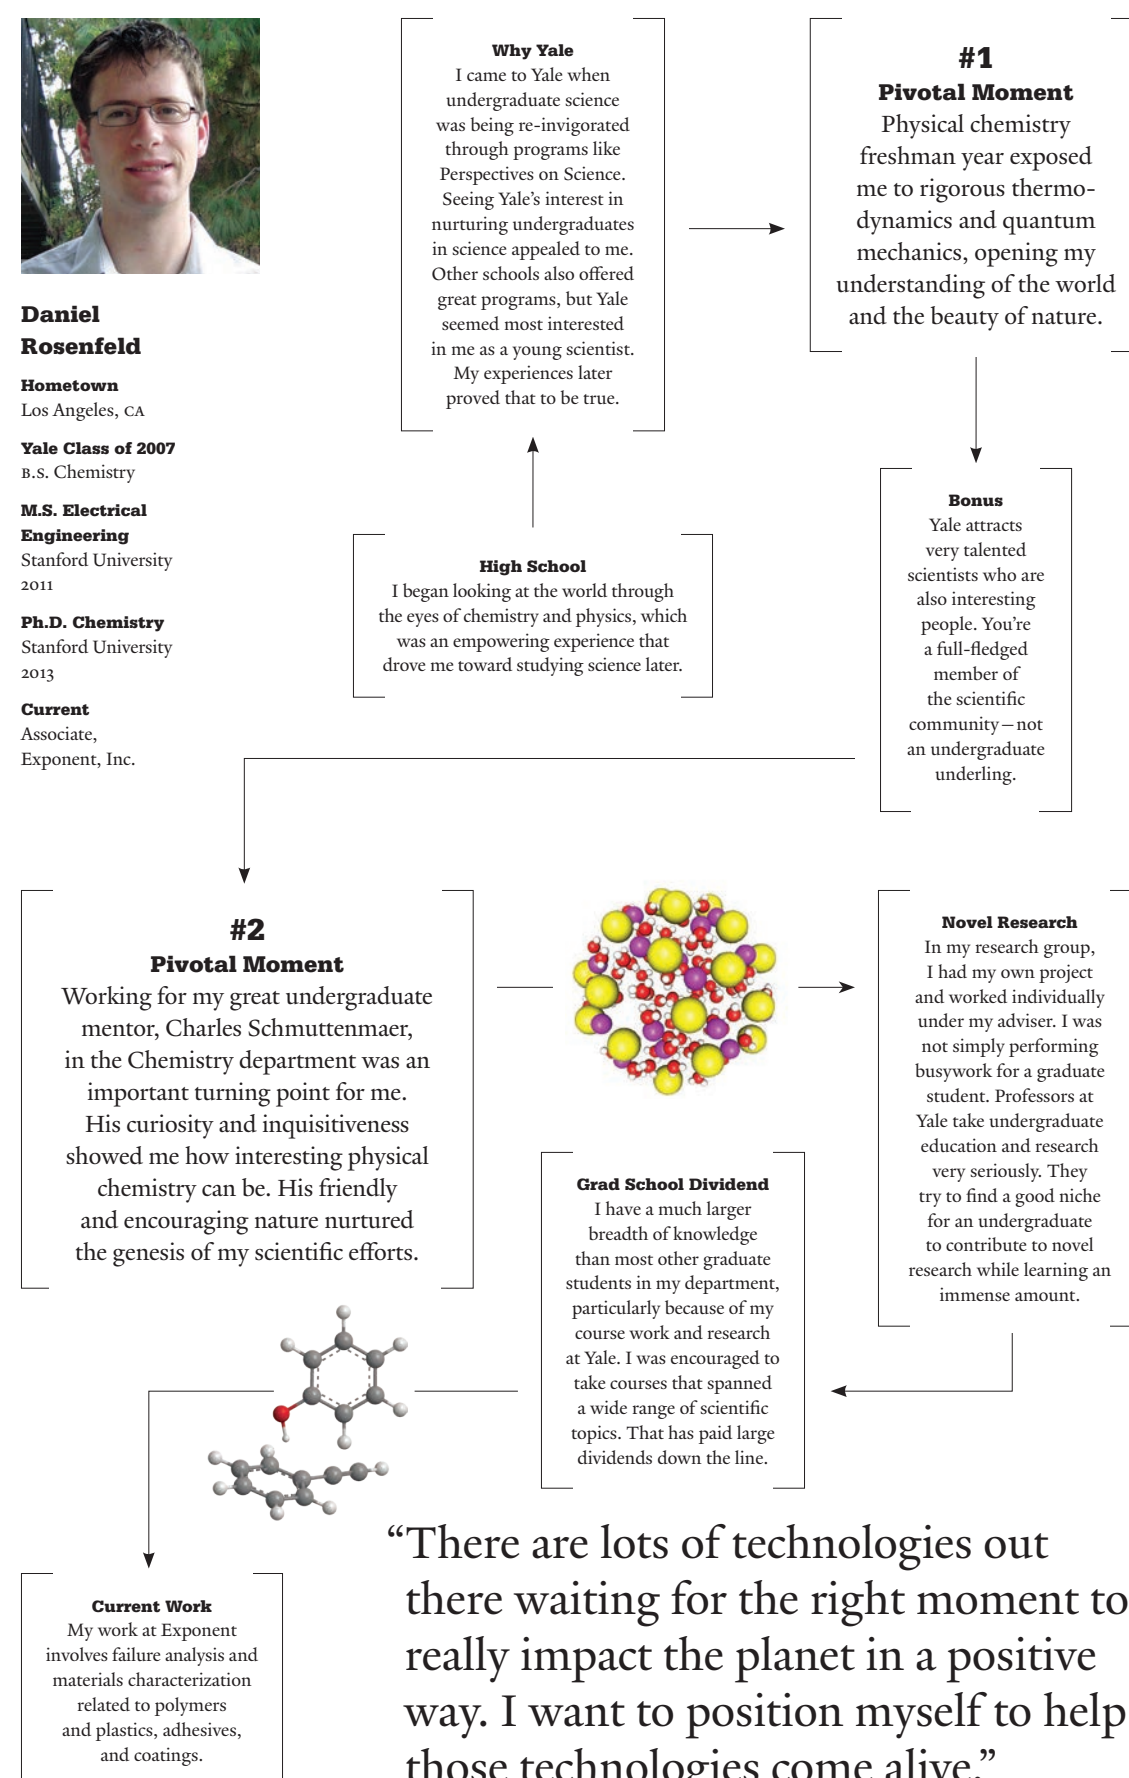 Daniel
Rosenfeld
Hometown
Los Angeles, CA
Yale Class of 2007
B.S. Chemistry
M.S. Electrical
Engineering
Stanford University
2011
Ph.D. Chemistry
Stanford University
2013
Current
Associate,
Exponent, Inc.
High School
I began looking at the world through
the eyes of chemistry and physics, which
was an empowering experience that
drove me toward studying science later.
Why Yale
I came to Yale when
undergraduate science
was being re-invigorated
through programs like
Perspectives on Science.
Seeing Yale’s interest in
nurturing undergraduates
in science appealed to me.
Other schools also offered
great programs, but Yale
seemed most interested
in me as a young scientist.
My experiences later
proved that to be true.
#1
Pivotal Moment
Physical chemistry
freshman year exposed
me to rigorous thermo-
dynamics and quantum
mechanics, opening my
understanding of the world
and the beauty of nature.
Bonus
Yale attracts
very talented
scientists who are
also interesting
people. You’re
a full-fledged
member of
the scientific
community—not
an undergraduate
underling.
#2
Pivotal Moment
Working for my great undergraduate
mentor, Charles Schmuttenmaer,
in the Chemistry department was an
important turning point for me.
His curiosity and inquisitiveness
showed me how interesting physical
chemistry can be. His friendly
and encouraging nature nurtured
the genesis of my scientific efforts.
Novel Research
In my research group,
I had my own project
and worked individually
under my adviser. I was
not simply performing
busywork for a graduate
student. Professors at
Yale take undergraduate
education and research
very seriously. They
try to find a good niche
for an undergraduate
to contribute to novel
research while learning an
immense amount.
Grad School Dividend
I have a much larger
breadth of knowledge
than most other graduate
students in my department,
particularly because of my
course work and research
at Yale. I was encouraged to
take courses that spanned
a wide range of scientific
topics. That has paid large
dividends down the line.
Current Work
My work at Exponent
involves failure analysis and
materials characterization
related to polymers
and plastics, adhesives,
and coatings.
“There are lots of technologies out
there waiting for the right moment to
really impact the planet in a positive
way. I want to position myself to help
those technologies come alive.”